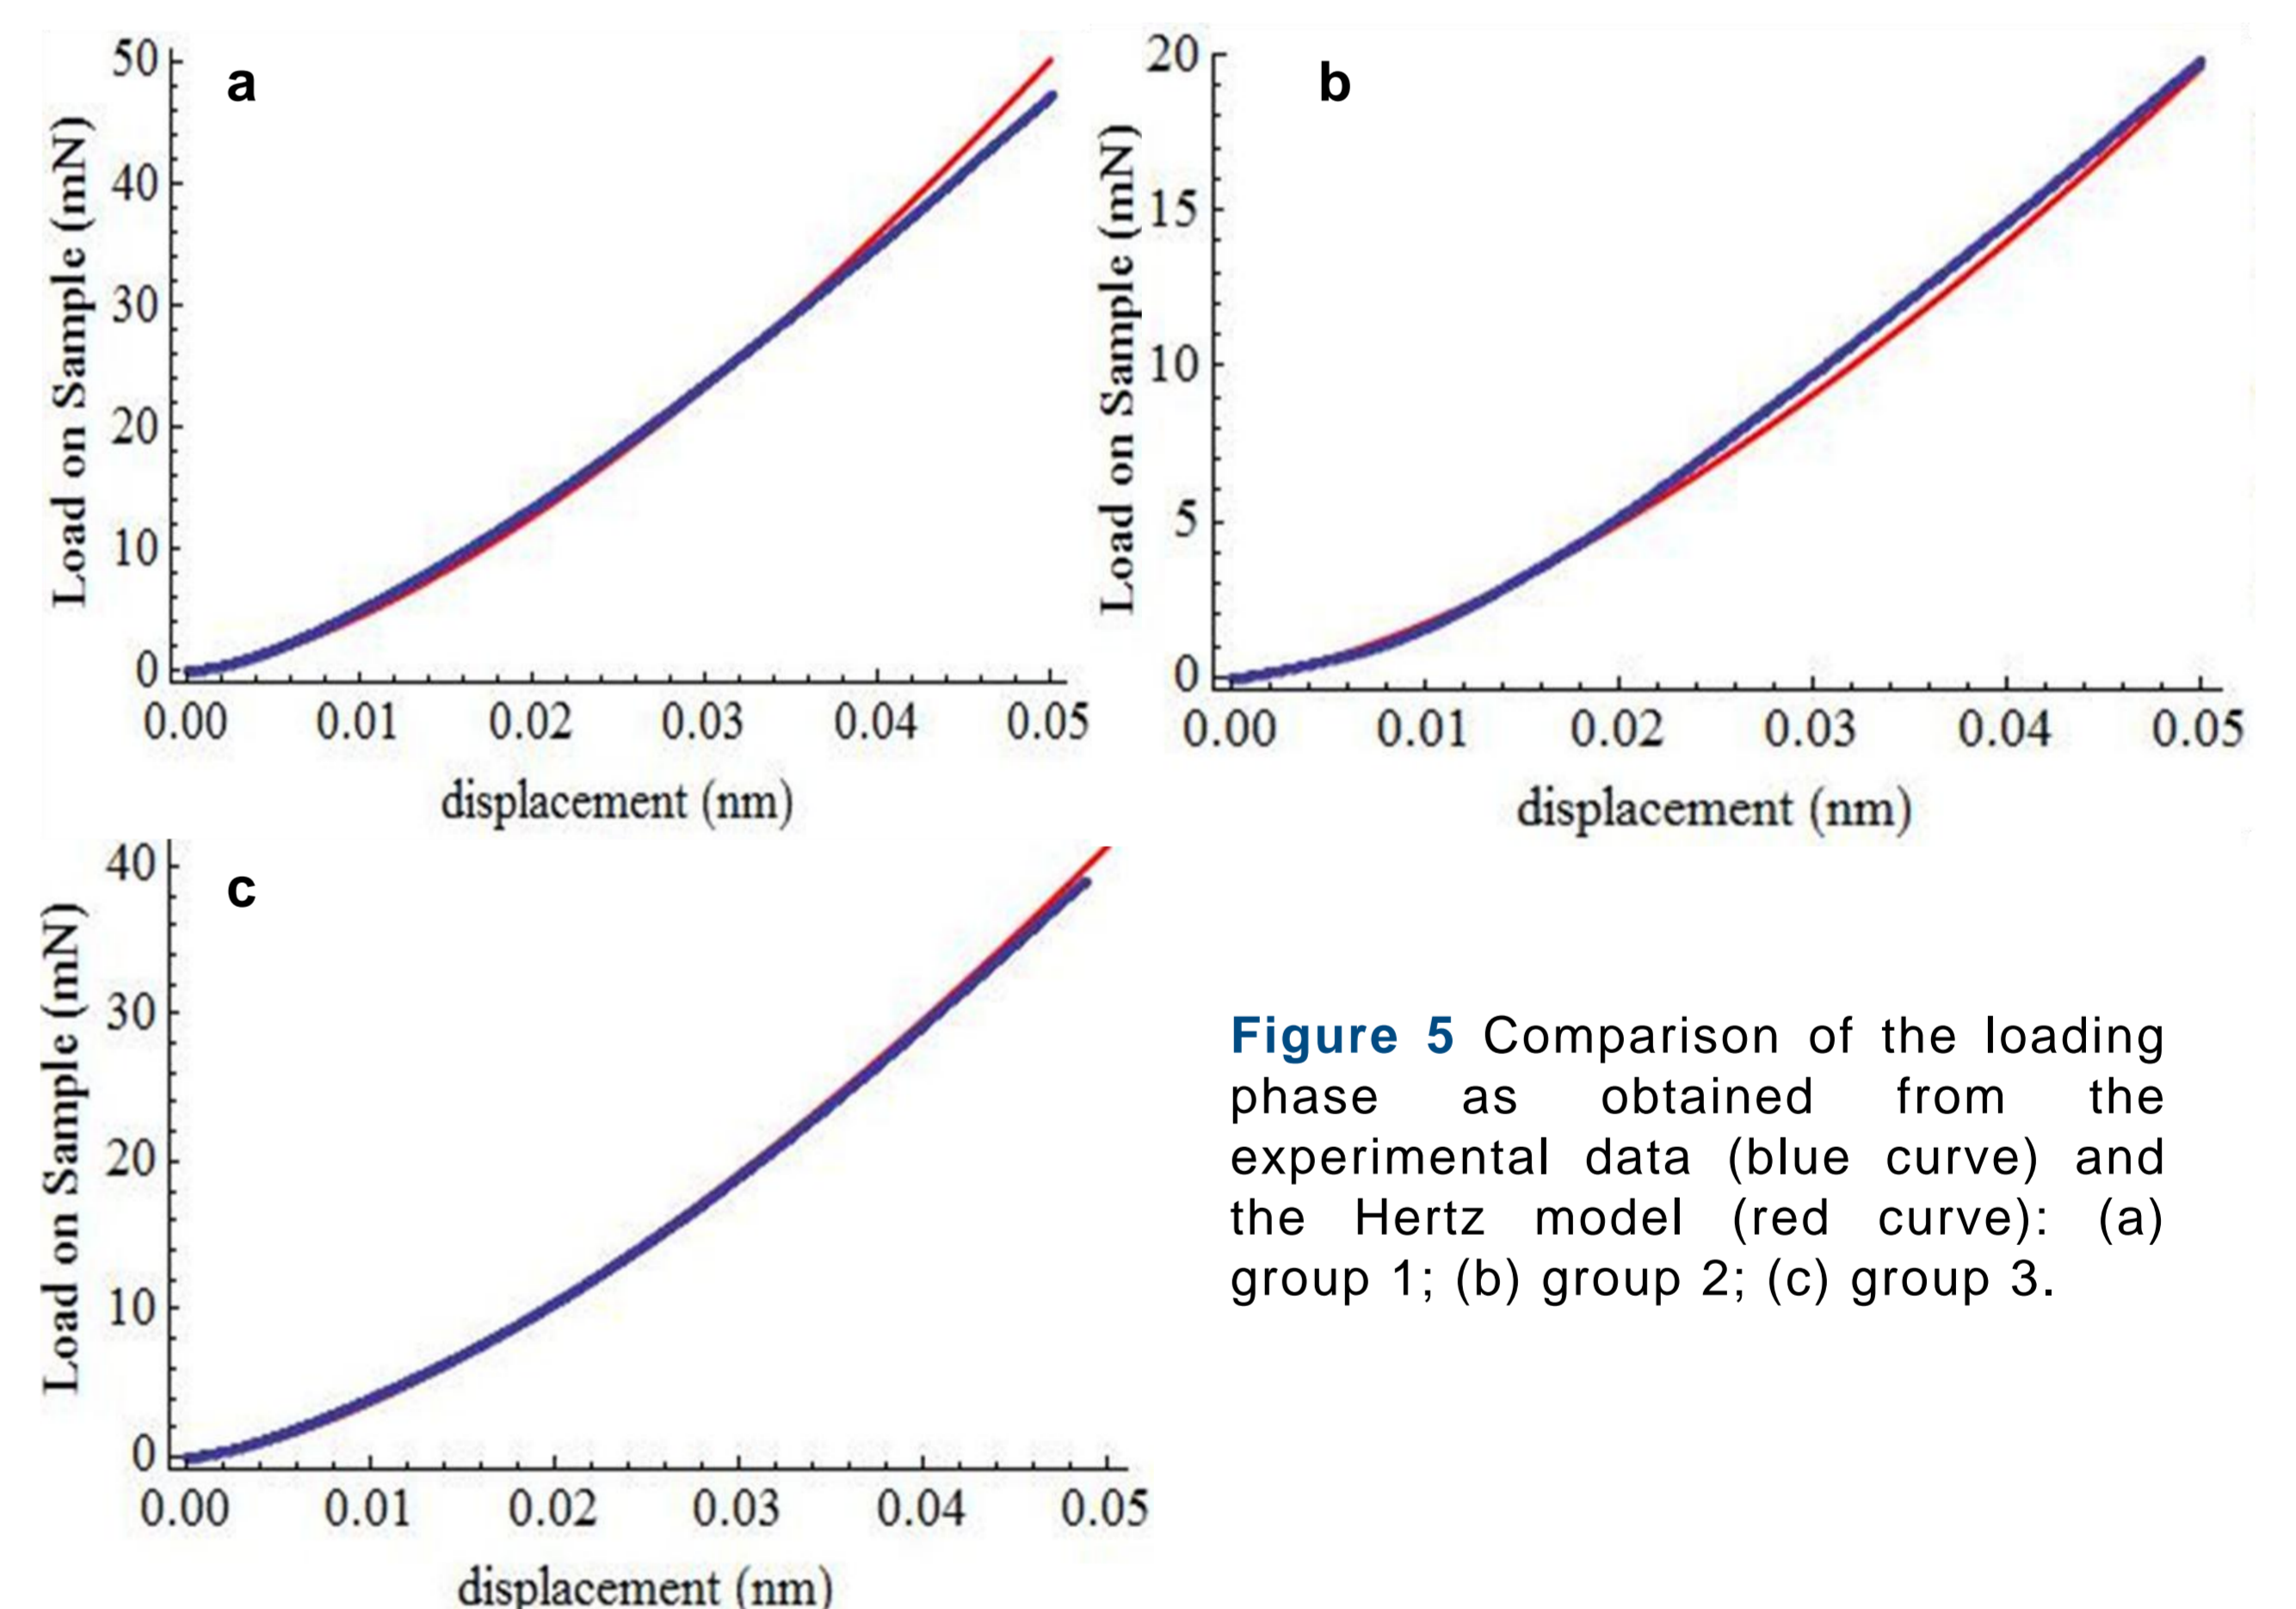 a
50
40
30
20
10
0
Load on Sample (mN)
0.00 0.01 0.02 0.03 0.04 0.05
displacement (nm)
b
20
15
10
5
0
Load on Sample (mN)
0.00 0.01 0.02 0.03 0.04 0.05
displacement (nm)
c
40
30
20
10
0
Load on Sample (mN)
0.00 0.01 0.02 0.03 0.04 0.05
displacement (nm)
Figure 5 Comparison of the loading
phase as obtained from the
experimental data (blue curve) and
the Hertz model (red curve): (a)
group 1; (b) group 2; (c) group 3.